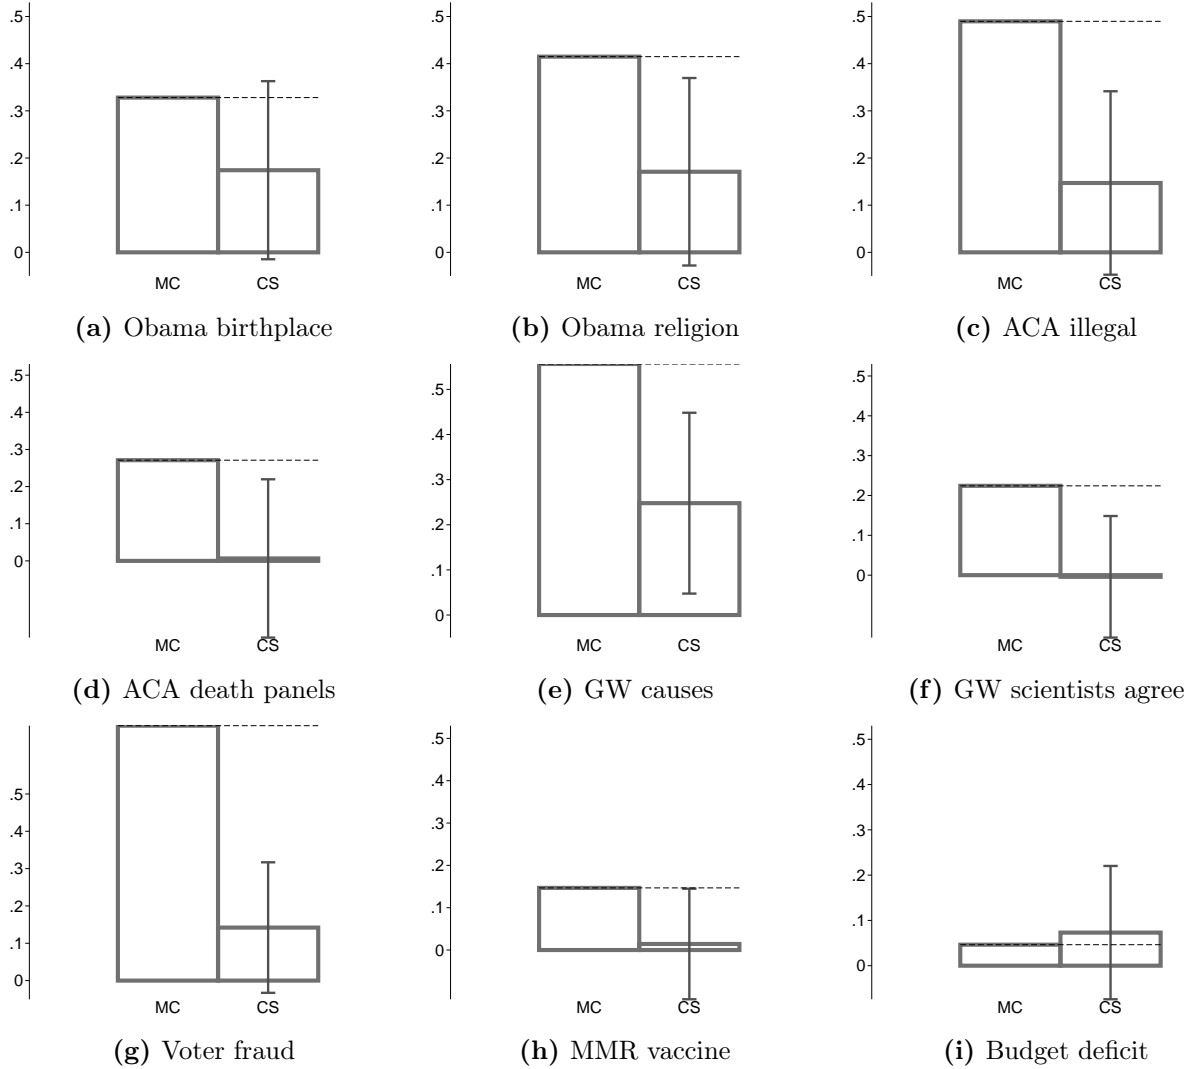 .5 .5 .5
.4 .4 .4
.3 .3 .3
.2 .2 .2
.1 .1 .1
0 0 0
MC CS MC CS MC CS
(a) Obama birthplace (b) Obama religion (c) ACA illegal
.5 .5 .5
.4 .4 .4
.3 .3 .3
.2 .2 .2
.1 .1 .1
0 0 0
MC CS MC CS MC CS
(d) ACA death panels (e) GW causes (f) GW scientists agree
.5 .5 .5
.4 .4 .4
.3 .3 .3
.2 .2 .2
.1 .1 .1
0 0 0
MC CS MC CS MC CS
(g) Voter fraud (h) MMR vaccine (i) Budget deficit